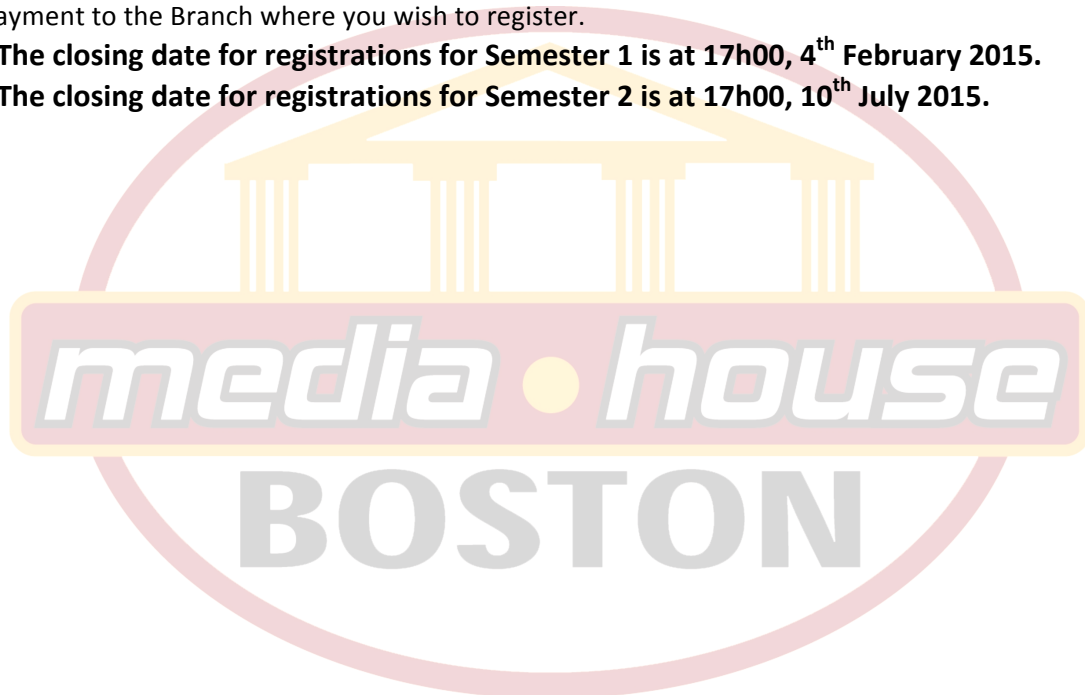 ayment to the Branch where you wish to register.
The closing date for registrations for Semester 1 is at 17h00, 4th February 2015.
The closing date for registrations for Semester 2 is at 17h00, 10th July 2015.
media • house
BOSTON